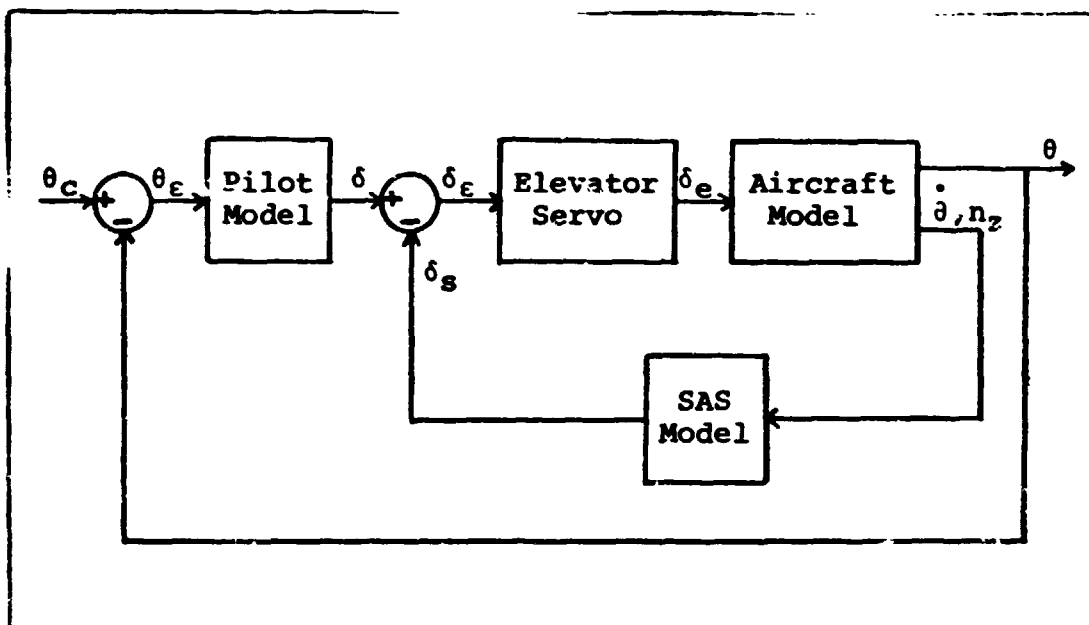 θc
+
−
θε
Pilot
Model
δ
+
−
δε
Elevator
Servo
δe
Aircraft
Model
θ
θ̇, nz
δs
SAS
Model